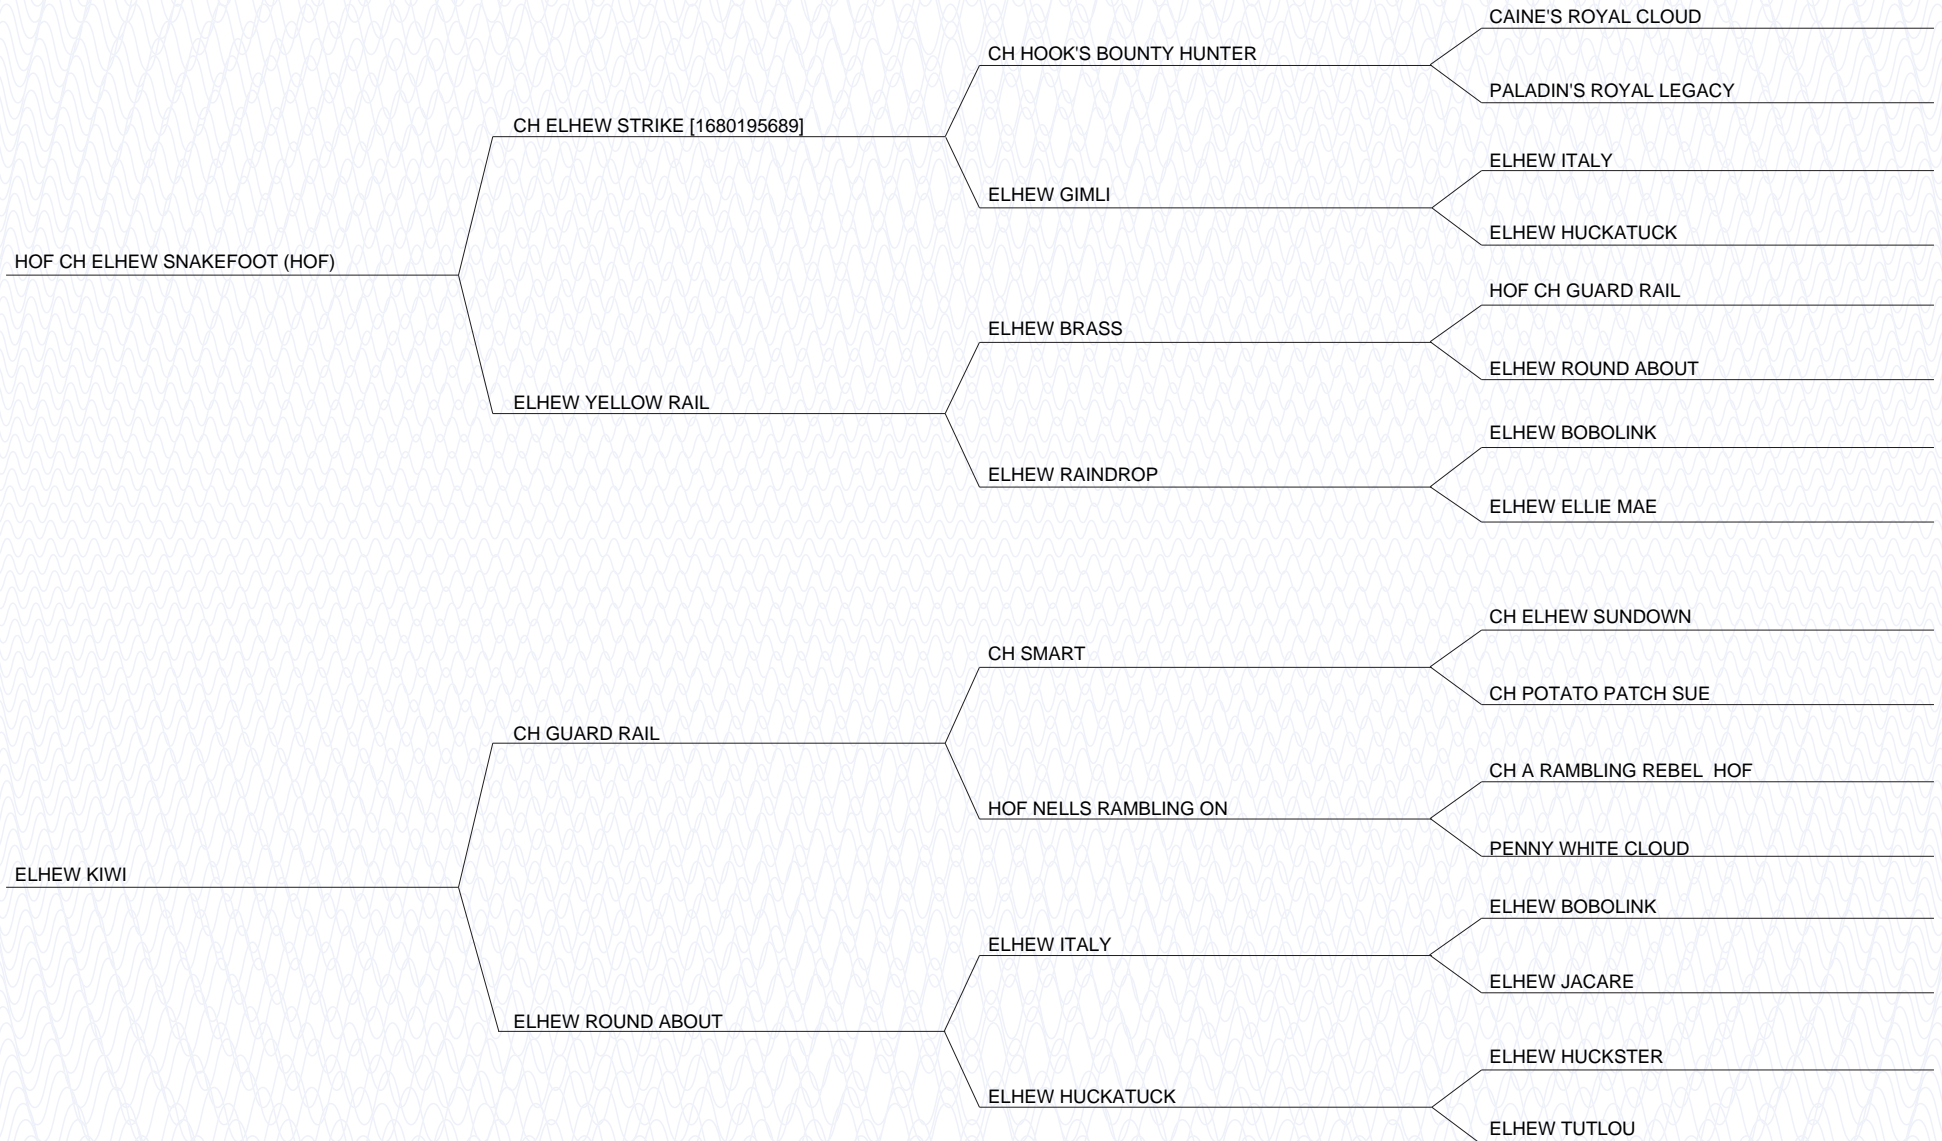 CAINE'S ROYAL CLOUD
CH HOOK'S BOUNTY HUNTER
PALADIN'S ROYAL LEGACY
CH ELHEW STRIKE [1680195689]
ELHEW ITALY
ELHEW GIMLI
ELHEW HUCKATUCK
HOF CH ELHEW SNAKEFOOT (HOF)
HOF CH GUARD RAIL
ELHEW BRASS
ELHEW ROUND ABOUT
ELHEW YELLOW RAIL
ELHEW BOBOLINK
ELHEW RAINDROP
ELHEW ELLIE MAE
CH ELHEW SUNDOWN
CH SMART
CH POTATO PATCH SUE
CH GUARD RAIL
CH A RAMBLING REBEL  HOF
HOF NELLS RAMBLING ON
PENNY WHITE CLOUD
ELHEW KIWI
ELHEW BOBOLINK
ELHEW ITALY
ELHEW JACARE
ELHEW ROUND ABOUT
ELHEW HUCKSTER
ELHEW HUCKATUCK
ELHEW TUTLOU